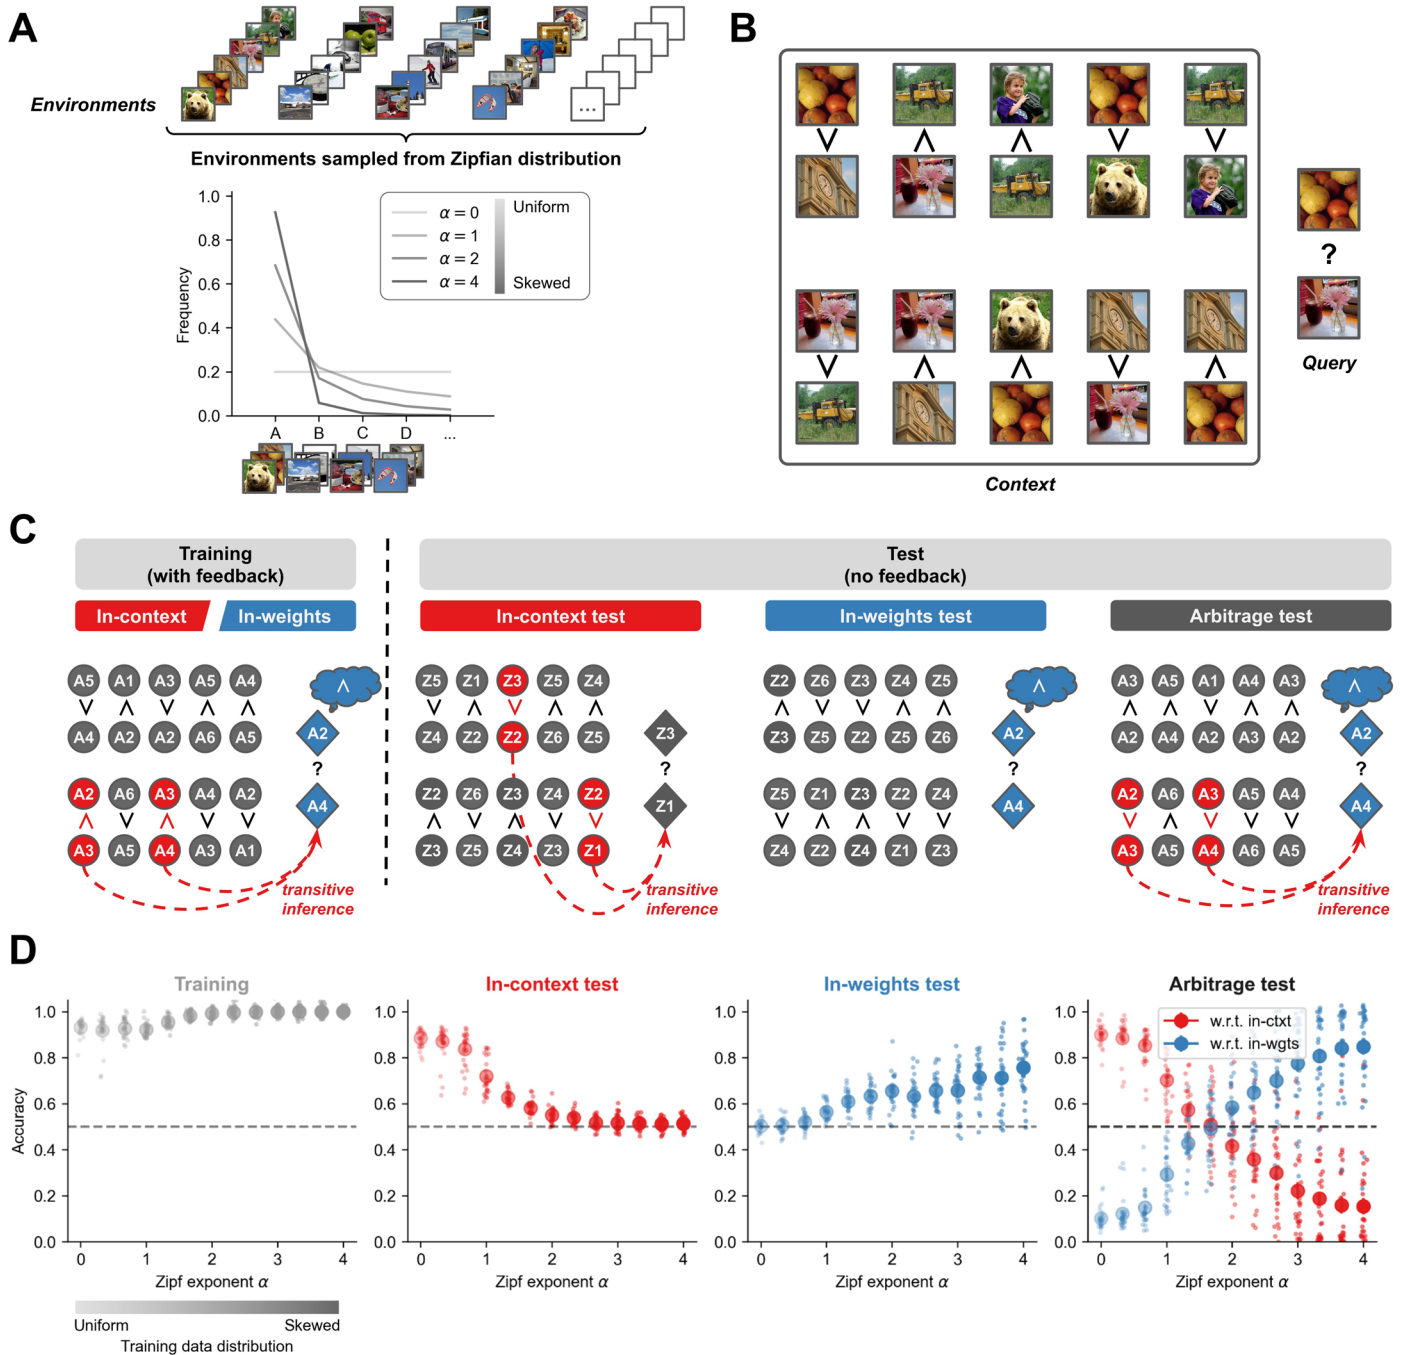 A
Environments
...
Environments sampled from Zipfian distribution
1.0
0.8
0.6
0.4
0.2
0.0
Frequency
α = 0
α = 1
α = 2
α = 4
Uniform
Skewed
A B C D ...
B
?
Query
Context
C
Training
(with feedback)
Test
(no feedback)
In-context
In-weights
In-context test
In-weights test
Arbitrage test
A5 A1 A3 A5 A4
∨ ∧ ∧ ∧ ∧
A4 A2 A2 A6 A5
A2 A6 A3 A4 A2
∧ ∨ ∧ ∨ ∨
A3 A5 A4 A3 A1
∧
A2
?
A4
transitive
inference
Z5 Z1 Z3 Z5 Z4
∨ ∧ ∨ ∧ ∧
Z4 Z2 Z2 Z6 Z5
Z2 Z6 Z3 Z4 Z2
∧ ∨ ∧ ∨ ∨
Z3 Z5 Z4 Z3 Z1
Z3
?
Z1
transitive
inference
Z2 Z6 Z3 Z4 Z5
∧ ∨ ∨ ∧ ∧
Z3 Z5 Z2 Z5 Z6
Z5 Z1 Z3 Z2 Z4
∨ ∧ ∧ ∨ ∨
Z4 Z2 Z4 Z1 Z3
∧
A2
?
A4
A3 A5 A1 A4 A3
∧ ∧ ∧ ∧ ∧
A2 A4 A2 A3 A2
A2 A6 A3 A5 A4
∨ ∧ ∨ ∧ ∧
A3 A5 A4 A6 A5
∧
A2
?
A4
transitive
inference
D
Training
1.0
0.8
0.6
0.4
0.2
0.0
Accuracy
0 1 2 3 4
Zipf exponent α
Uniform Skewed
Training data distribution
In-context test
1.0
0.8
0.6
0.4
0.2
0.0
0 1 2 3 4
Zipf exponent α
In-weights test
1.0
0.8
0.6
0.4
0.2
0.0
0 1 2 3 4
Zipf exponent α
Arbitrage test
w.r.t. in-ctxt
w.r.t. in-wgts
1.0
0.8
0.6
0.4
0.2
0.0
0 1 2 3 4
Zipf exponent α